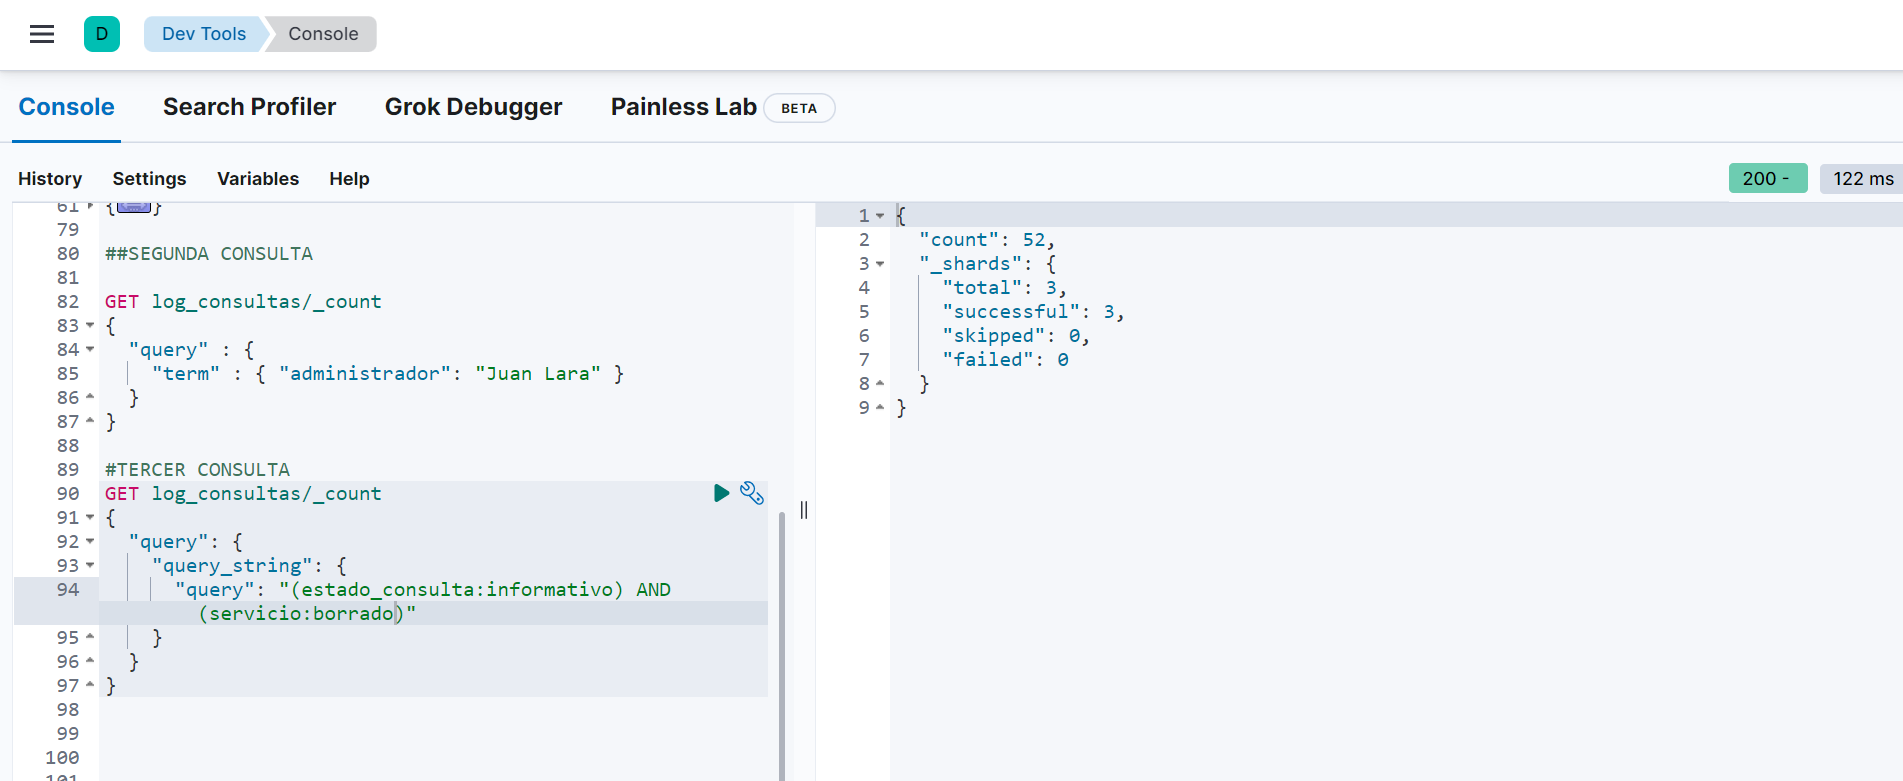 D Dev Tools Console
Console Search Profiler Grok Debugger Painless Lab BETA
History Settings Variables Help 200 - 122 ms
61 { }
79
80 ##SEGUNDA CONSULTA
81
82 GET log_consultas/_count
83 {
84 "query" : {
85 "term" : { "administrador": "Juan Lara" }
86 }
87 }
88
89 #TERCER CONSULTA
90 GET log_consultas/_count
91 {
92 "query": {
93 "query_string": {
94 "query": "(estado_consulta:informativo) AND
(servicio:borrado)"
95 }
96 }
97 }
98
99
100
101
1 {
2 "count": 52,
3 "_shards": {
4 "total": 3,
5 "successful": 3,
6 "skipped": 0,
7 "failed": 0
8 }
9 }